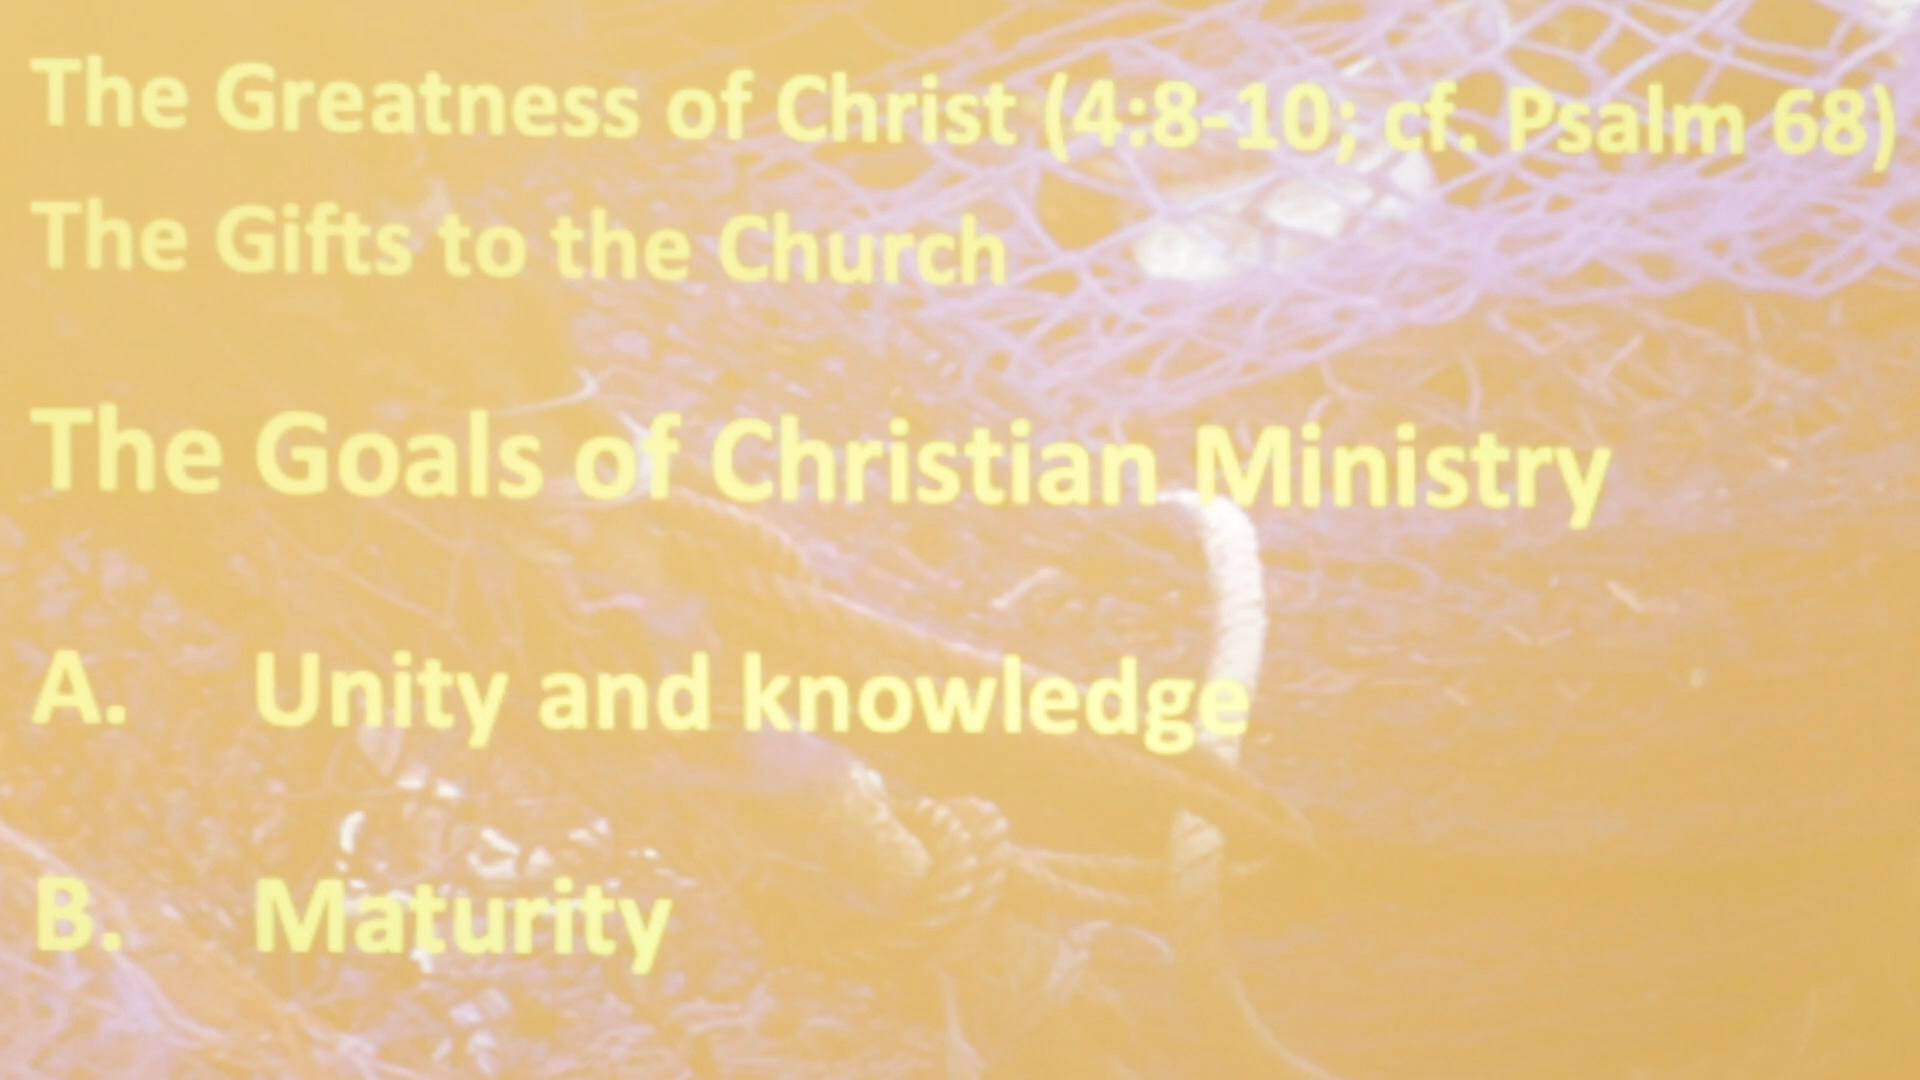 The Greatness of Christ (4:8-10; cf. Psalm 68)
The Gifts to the Church
The Goals of Christian Ministry
A. Unity and knowledge
B. Maturity